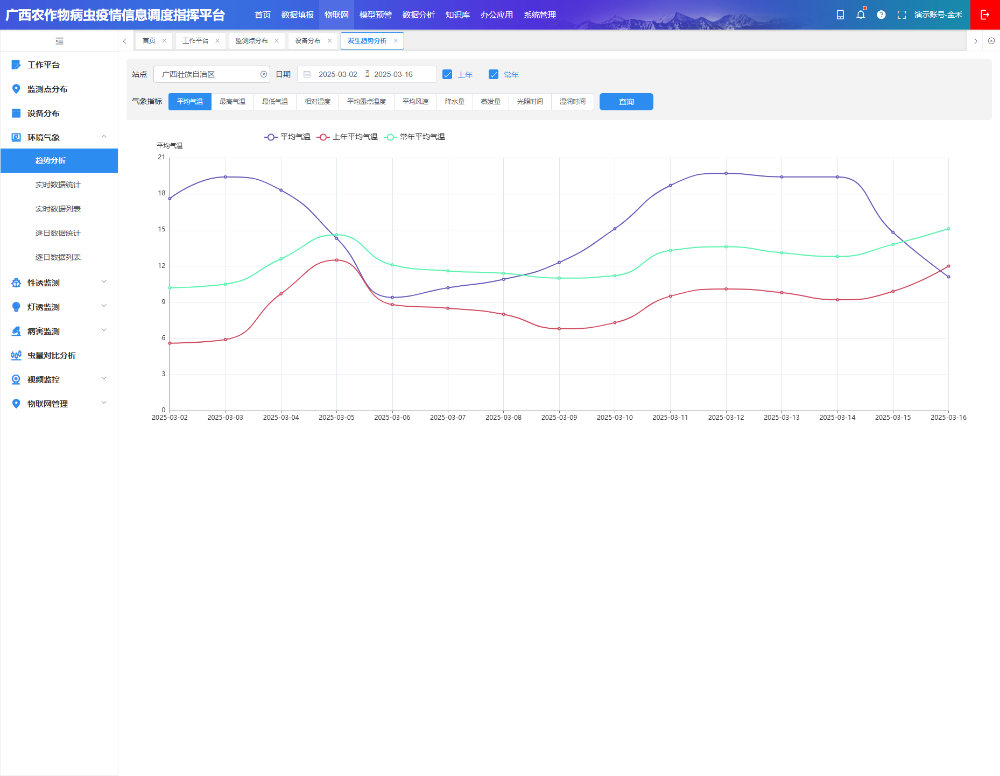 广西农作物病虫疫情信息调度指挥平台
首页 数据填报 物联网 模型预警 数据分析 知识库 办公应用 系统管理
演示账号-金禾
首页 工作平台 监测点分布 设备分布 发生趋势分析
工作平台
监测点分布
设备分布
环境气象
趋势分析
实时数据统计
实时数据列表
逐日数据统计
逐日数据列表
性诱监测
灯诱监测
病害监测
虫量对比分析
视频监控
物联网管理
站点 广西壮族自治区 日期 2025-03-02 至 2025-03-16 上年 常年
气象指标 平均气温 最高气温 最低气温 相对湿度 平均露点温度 平均风速 降水量 蒸发量 光照时间 湿润时间 查询
平均气温 上年平均气温 常年平均气温
平均气温
21
18
15
12
9
6
3
0
2025-03-02 2025-03-03 2025-03-04 2025-03-05 2025-03-06 2025-03-07 2025-03-08 2025-03-09 2025-03-10 2025-03-11 2025-03-12 2025-03-13 2025-03-14 2025-03-15 2025-03-16